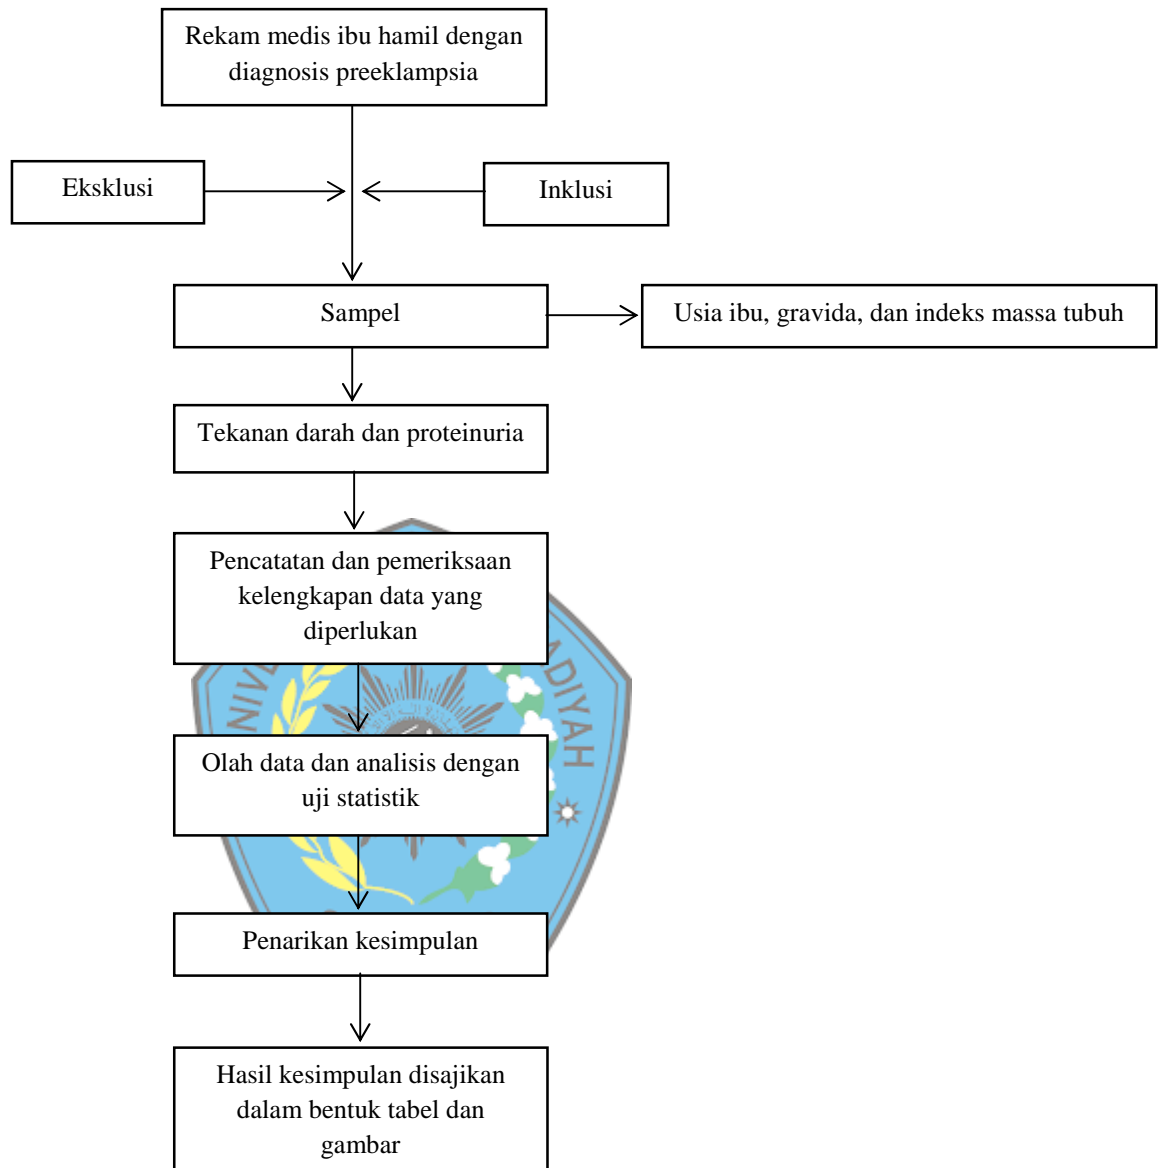 Rekam medis ibu hamil dengan
diagnosis preeklampsia
Eksklusi
Inklusi
Sampel
Usia ibu, gravida, dan indeks massa tubuh
Tekanan darah dan proteinuria
Pencatatan dan pemeriksaan
kelengkapan data yang
diperlukan
Olah data dan analisis dengan
uji statistik
Penarikan kesimpulan
Hasil kesimpulan disajikan
dalam bentuk tabel dan
gambar